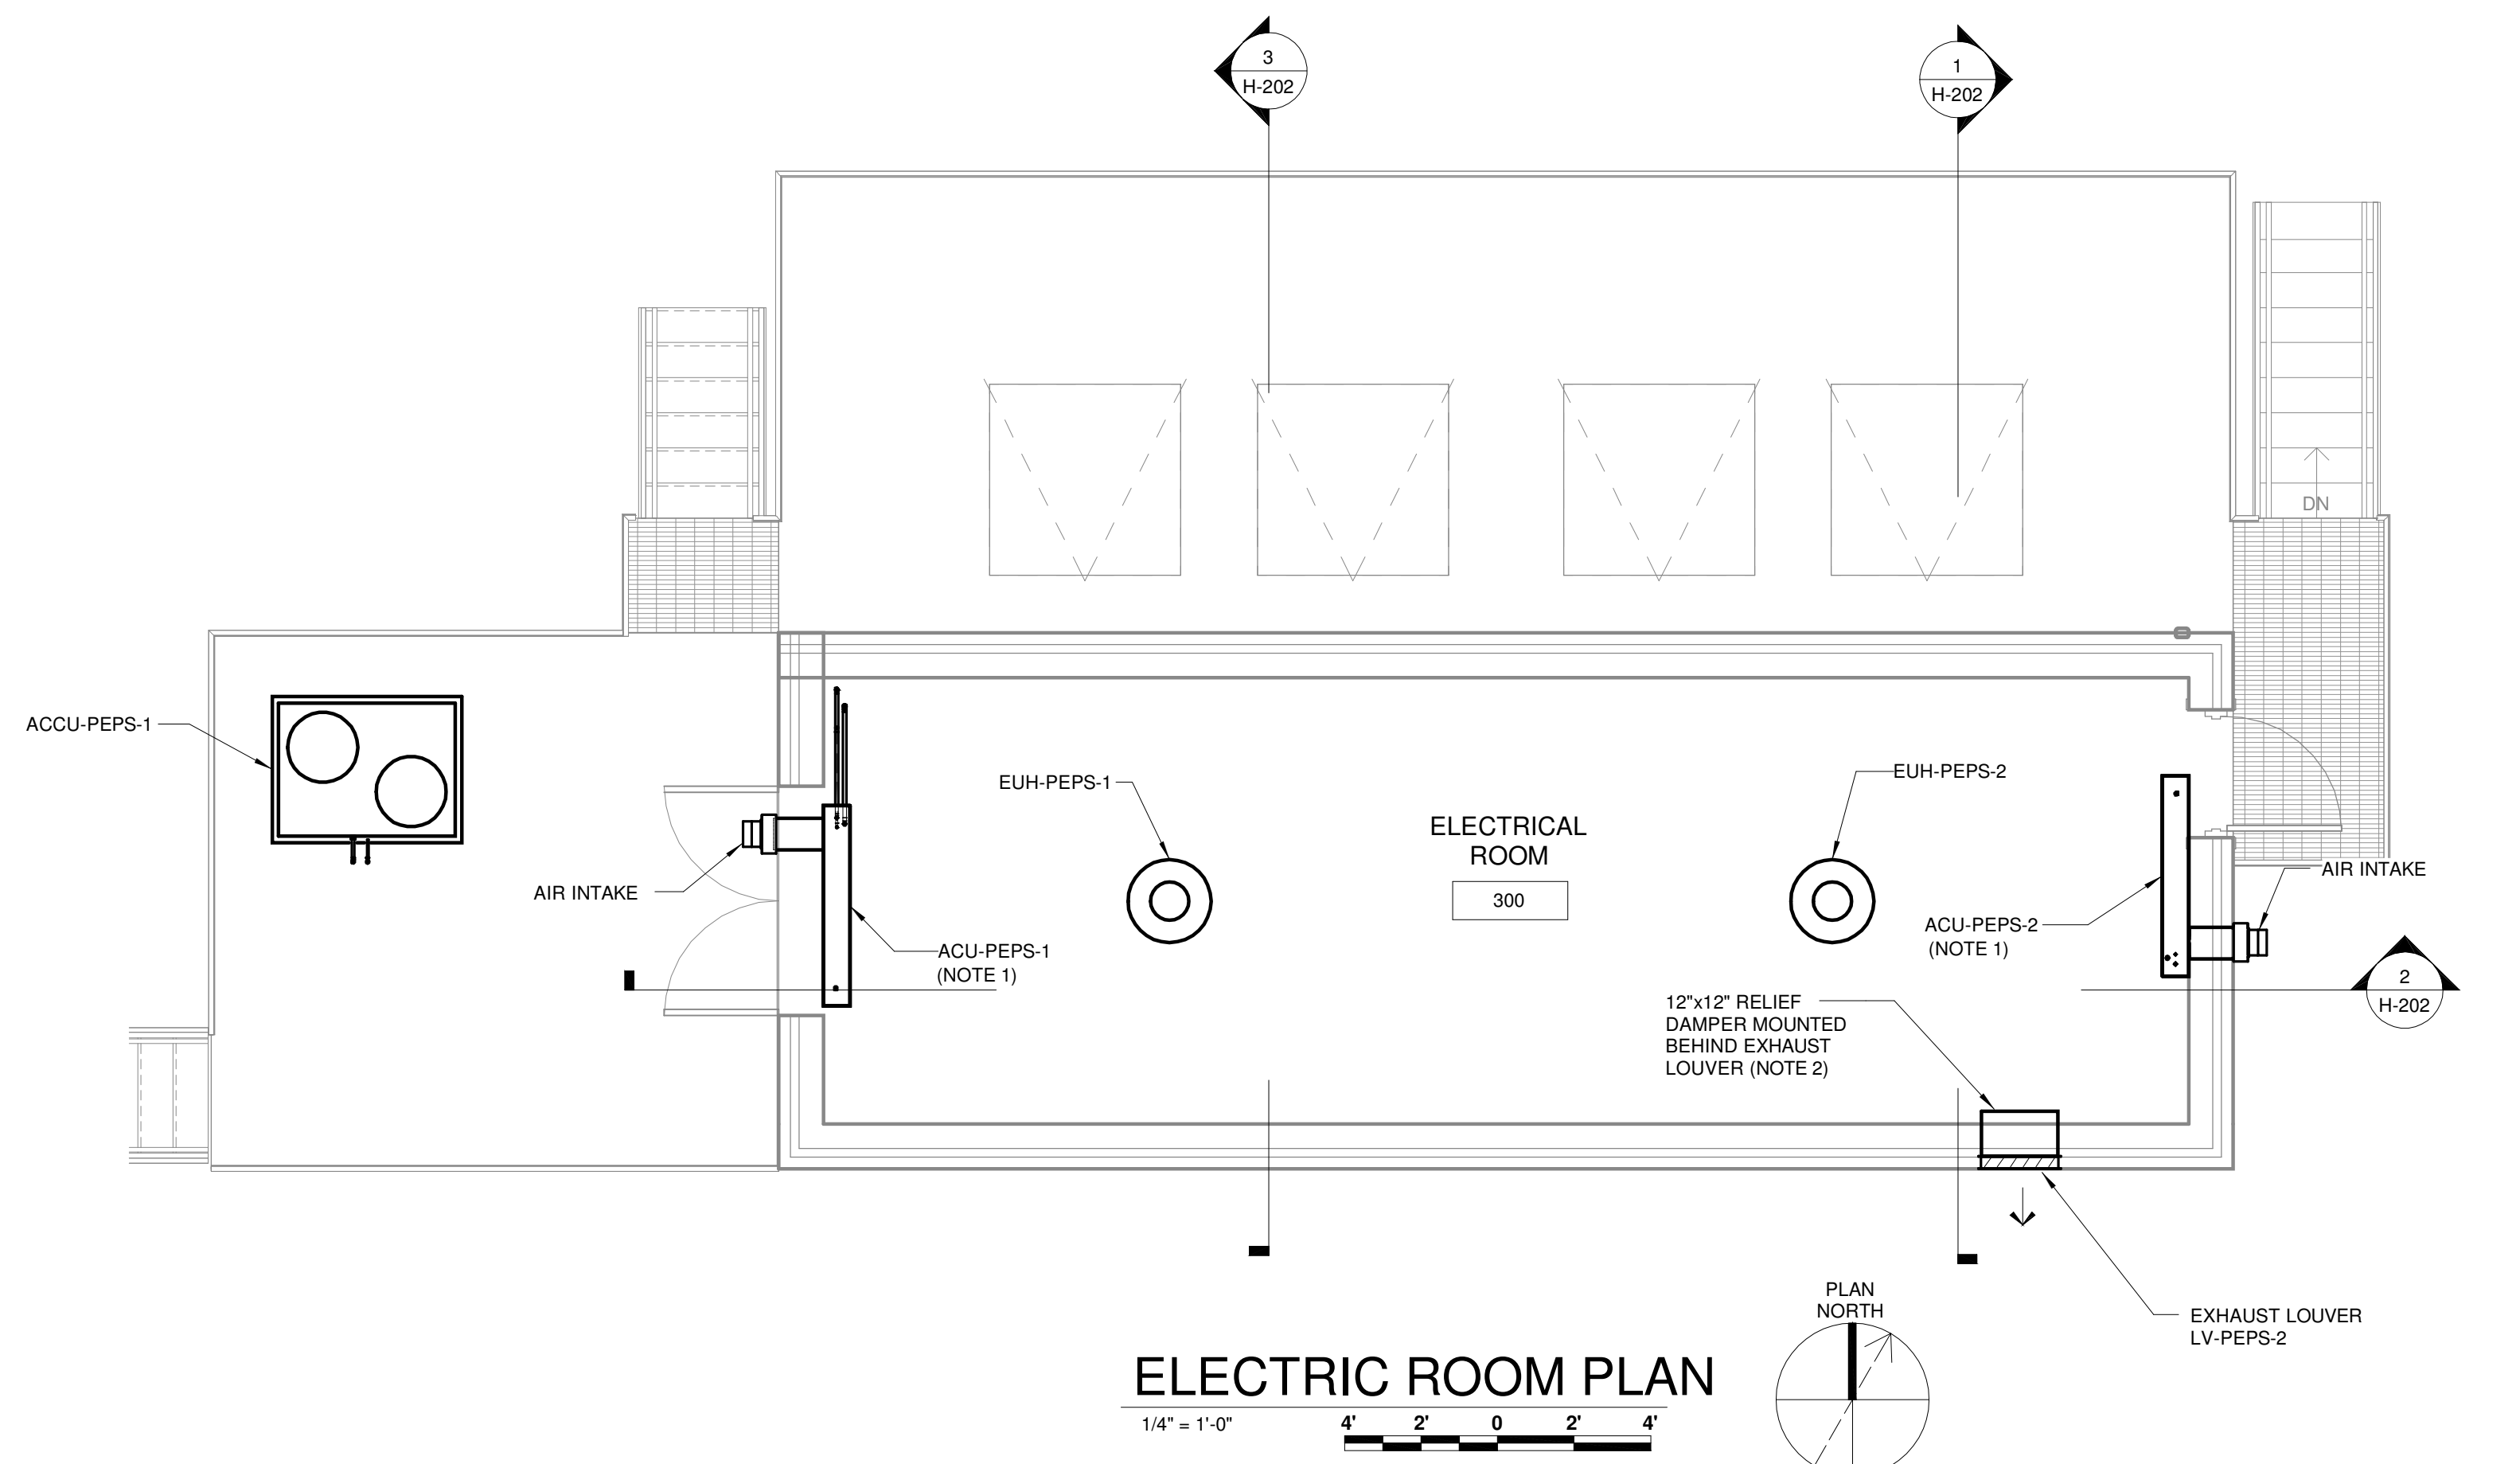 3
H-202
1
H-202
DN
ACCU-PEPS-1
EUH-PEPS-1
EUH-PEPS-2
ELECTRICAL
ROOM
300
AIR INTAKE
AIR INTAKE
ACU-PEPS-1
(NOTE 1)
ACU-PEPS-2
(NOTE 1)
2
H-202
12"x12" RELIEF
DAMPER MOUNTED
BEHIND EXHAUST
LOUVER (NOTE 2)
PLAN
NORTH
EXHAUST LOUVER
LV-PEPS-2
ELECTRIC ROOM PLAN
1/4" = 1'-0"
4' 2' 0 2' 4'